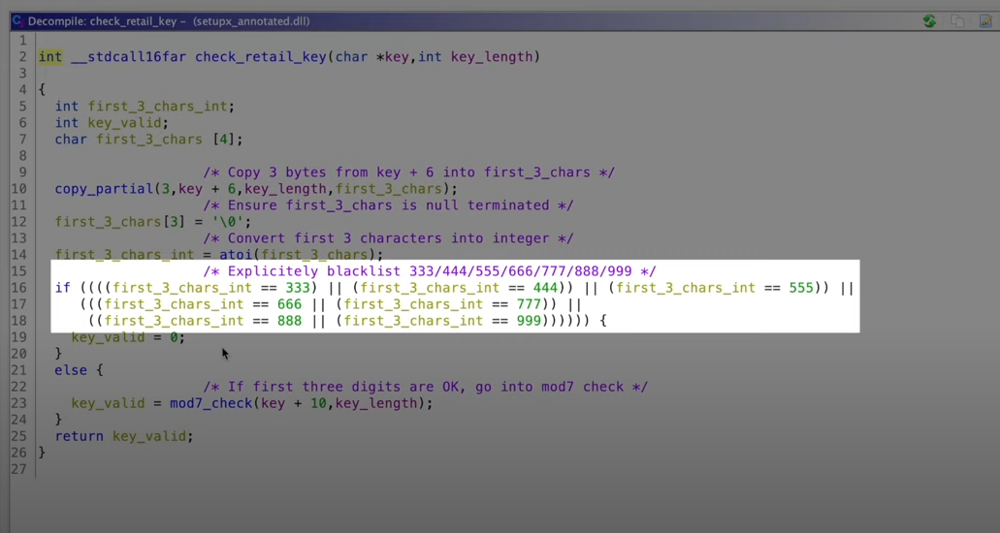 Decompile: check_retail_key - (setupx_annotated.dll)
1
2 int __stdcall16far check_retail_key(char *key,int key_length)
3
4 {
5 int first_3_chars_int;
6 int key_valid;
7 char first_3_chars [4];
8
9 /* Copy 3 bytes from key + 6 into first_3_chars */
10 copy_partial(3,key + 6,key_length,first_3_chars);
11 /* Ensure first_3_chars is null terminated */
12 first_3_chars[3] = '\0';
13 /* Convert first 3 characters into integer */
14 first_3_chars_int = atoi(first_3_chars);
15 /* Explicitely blacklist 333/444/555/666/777/888/999 */
16 if ((((first_3_chars_int == 333) || (first_3_chars_int == 444)) || (first_3_chars_int == 555)) ||
17 (((first_3_chars_int == 666 || (first_3_chars_int == 777)) ||
18 ((first_3_chars_int == 888 || (first_3_chars_int == 999)))))) {
19 key_valid = 0;
20 }
21 else {
22 /* If first three digits are OK, go into mod7 check */
23 key_valid = mod7_check(key + 10,key_length);
24 }
25 return key_valid;
26 }
27